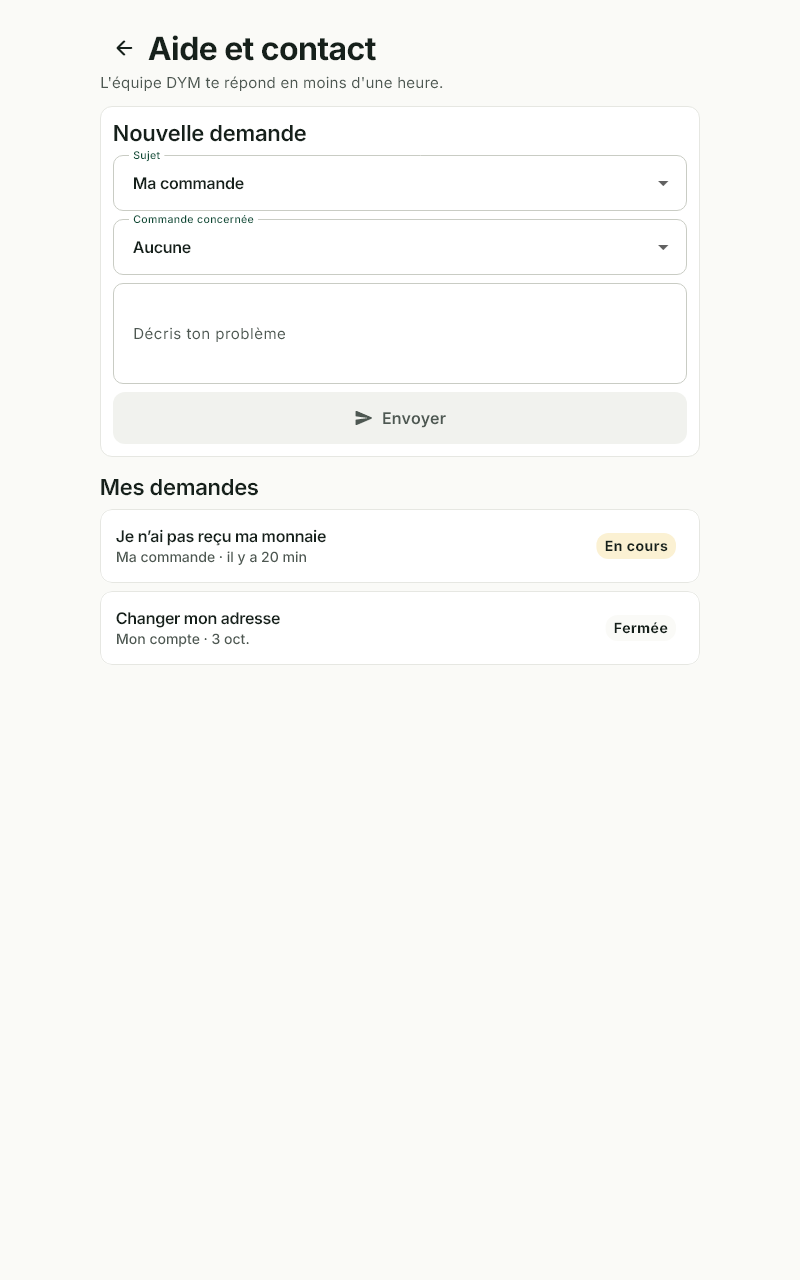 Aide et contact
L'équipe DYM te répond en moins d'une heure.
Nouvelle demande
Sujet
Ma commande
Commande concernée
Aucune
Décris ton problème
Envoyer
Mes demandes
Je n’ai pas reçu ma monnaie
Ma commande · il y a 20 min
En cours
Changer mon adresse
Mon compte · 3 oct.
Fermée